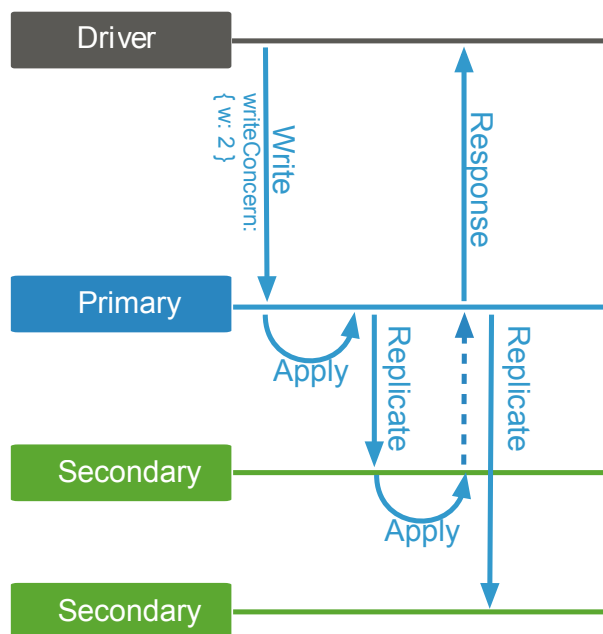 Driver
Write
writeConcern:
{ w: 2 }
Response
Primary
Apply
Replicate
Replicate
Secondary
Apply
Secondary